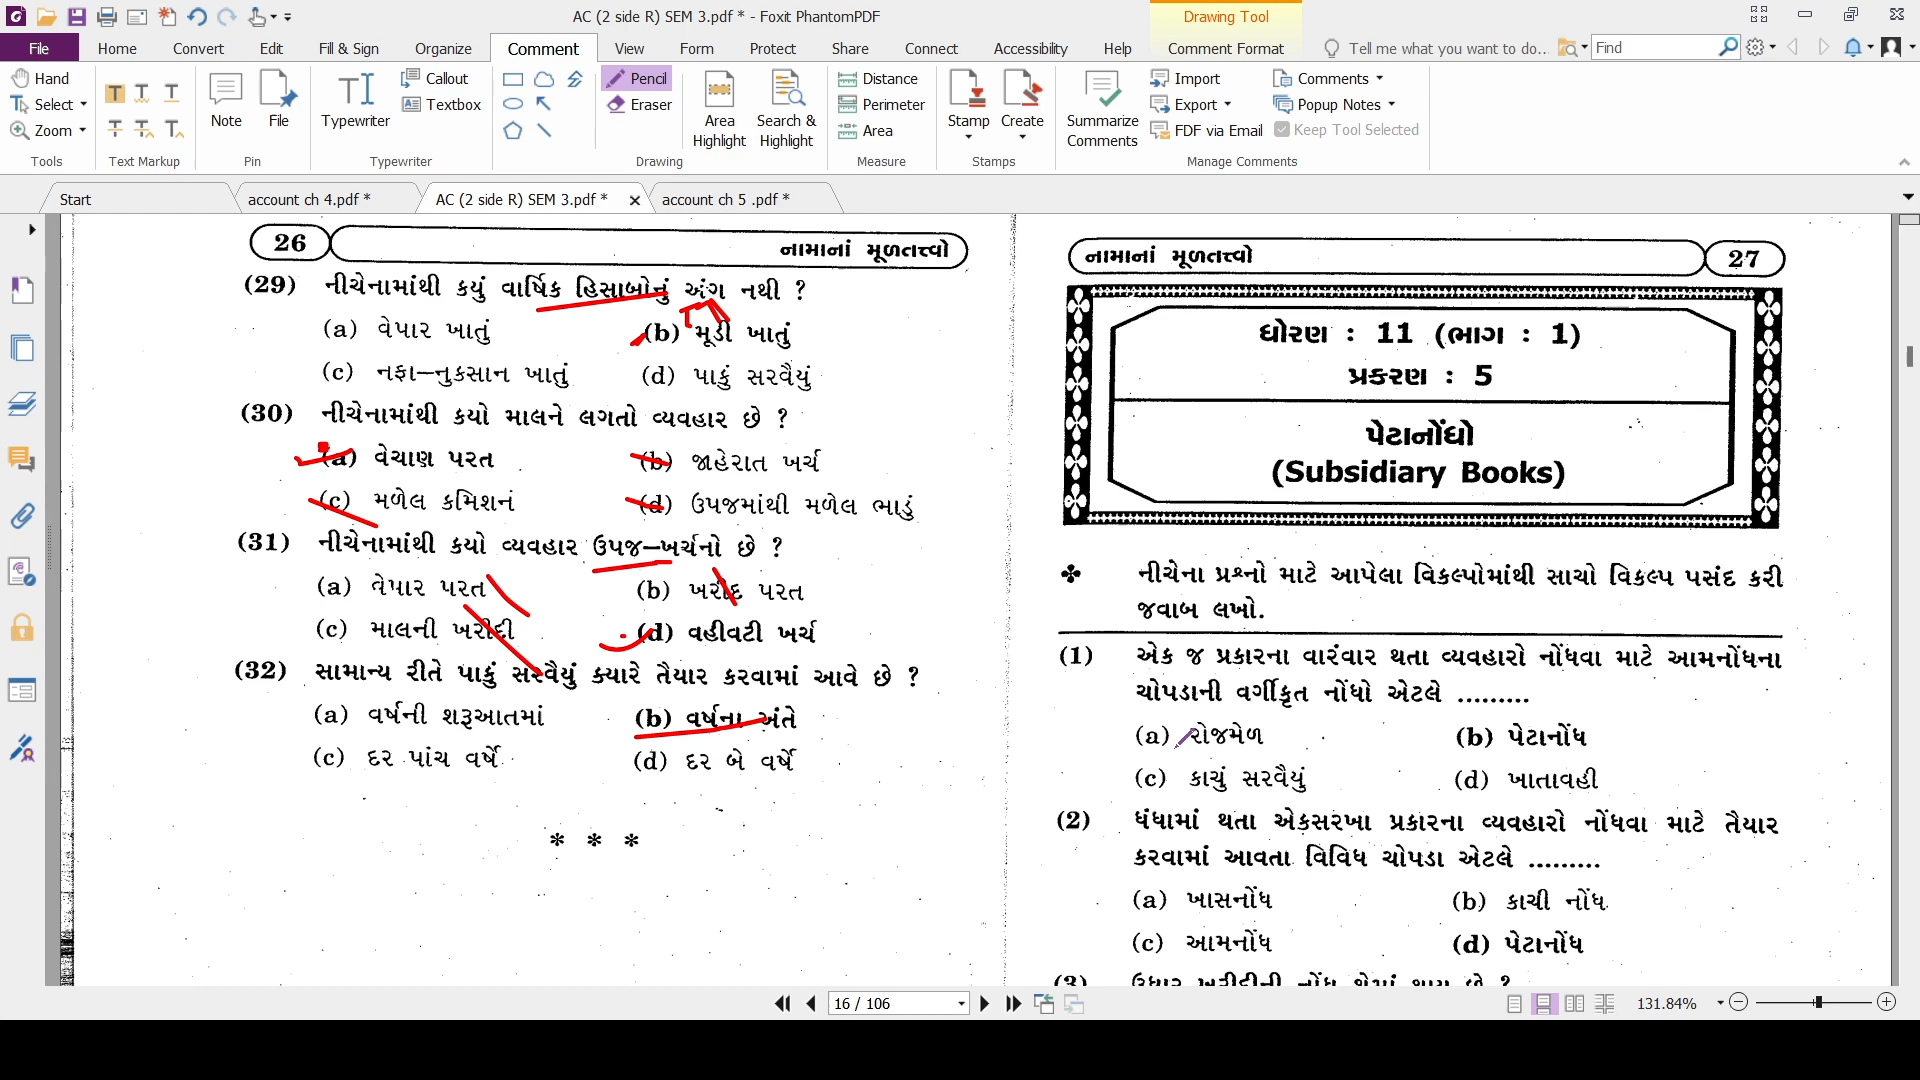 AC (2 side R) SEM 3.pdf * - Foxit PhantomPDF
Drawing Tool
File Home Convert Edit Fill & Sign Organize Comment View Form Protect Share Connect Accessibility Help Comment Format Tell me what you want to do... Find
Hand
Select
Zoom
Tools
Text Markup
Note
File
Pin
Typewriter
Callout
Textbox
Typewriter
Pencil
Eraser
Area Highlight
Search & Highlight
Drawing
Distance
Perimeter
Area
Measure
Stamp
Create
Stamps
Summarize Comments
Import
Export
FDF via Email
Comments
Popup Notes
Keep Tool Selected
Manage Comments
Start
account ch 4.pdf *
AC (2 side R) SEM 3.pdf *
account ch 5 .pdf *
26 નામાનાં મૂળતત્ત્વો
(29) નીચેનામાંથી કયું વાર્ષિક હિસાબોનું અંગ નથી ?
(a) વેપાર ખાતું (b) મૂડી ખાતું
(c) નફા–નુકસાન ખાતું (d) પાકું સરવૈયું
(30) નીચેનામાંથી કયો માલને લગતો વ્યવહાર છે ?
(a) વેચાણ પરત (b) જાહેરાત ખર્ચ
(c) મળેલ કમિશનં (d) ઉપજમાંથી મળેલ ભાડું
(31) નીચેનામાંથી કયો વ્યવહાર ઉપજ–ખર્ચનો છે ?
(a) વેપાર પરત (b) ખરીદ પરત
(c) માલની ખરીદી (d) વહીવટી ખર્ચ
(32) સામાન્ય રીતે પાકું સરવૈયું ક્યારે તૈયાર કરવામાં આવે છે ?
(a) વર્ષની શરૂઆતમાં (b) વર્ષના અંતે
(c) દર પાંચ વર્ષે (d) દર બે વર્ષે
* * *
નામાનાં મૂળતત્ત્વો 27
ધોરણ : 11 (ભાગ : 1)
પ્રકરણ : 5
પેટાનોંધો
(Subsidiary Books)
નીચેના પ્રશ્નો માટે આપેલા વિકલ્પોમાંથી સાચો વિકલ્પ પસંદ કરી
જવાબ લખો.
(1) એક જ પ્રકારના વારંવાર થતા વ્યવહારો નોંધવા માટે આમનોંધના
ચોપડાની વર્ગીકૃત નોંધો એટલે .........
(a) રોજમેળ (b) પેટાનોંધ
(c) કાચું સરવૈયું (d) ખાતાવહી
(2) ધંધામાં થતા એકસરખા પ્રકારના વ્યવહારો નોંધવા માટે તૈયાર
કરવામાં આવતા વિવિધ ચોપડા એટલે .........
(a) ખાસનોંધ (b) કાચી નોંધ
(c) આમનોંધ (d) પેટાનોંધ
(3) ઉધાર ખરીદીની નોંધ શેમાં થાય છે ?
16 / 106
131.84%